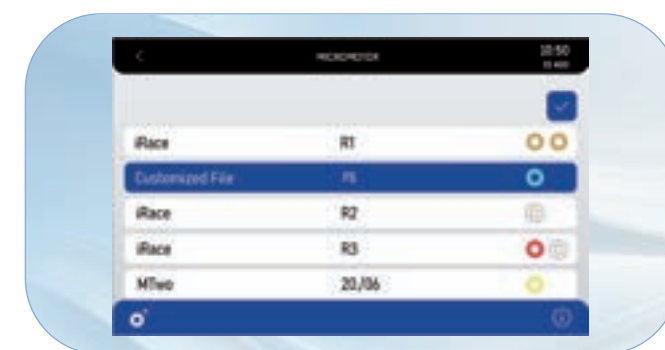 MICROMOTOR 10:50
iRace R1
Customized File
iRace R2
iRace R3
MTwo 20./06